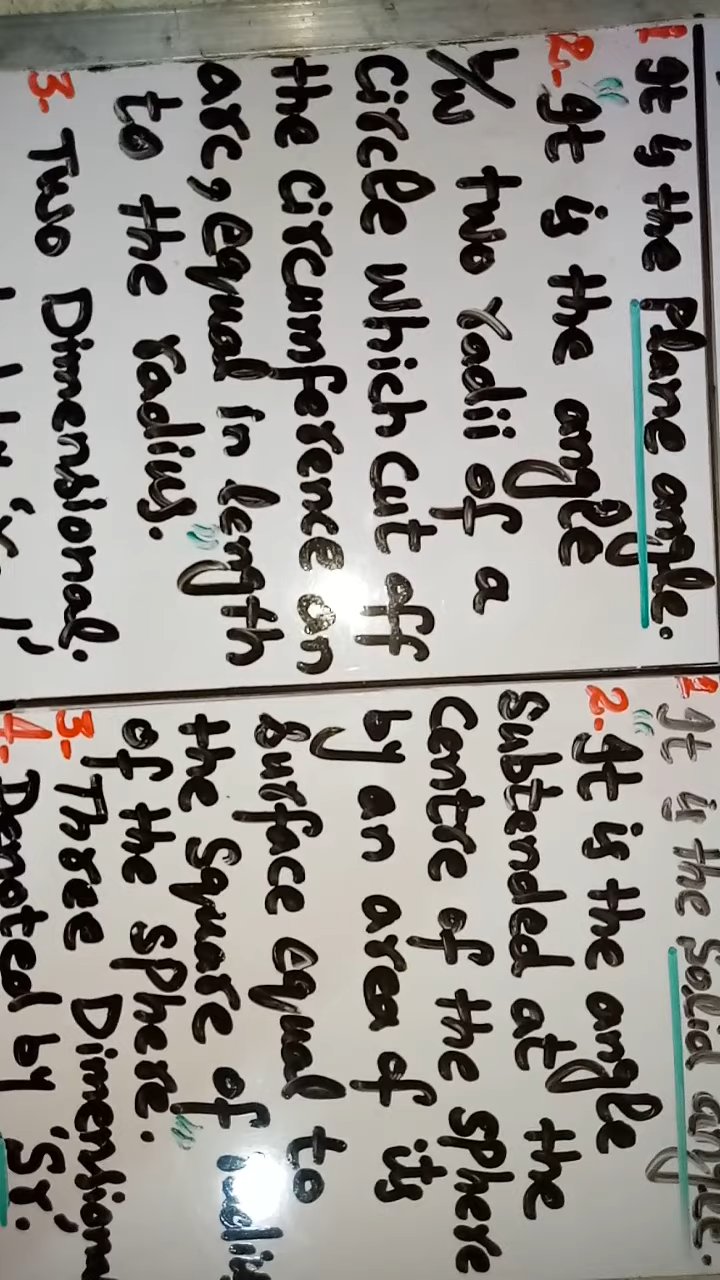 1 It is the Plane angle.
2- "It is the angle
b/w two radii of a
Circle which cut off
the circumference an
arc, equal in length
to the radius."
3- Two Dimensional.
1 It is the Solid angle.
2- "It is the angle
Subtended at the
Centre of the sphere
by an area of its
Surface equal to
the square of radiu
of the sphere."
3- Three Dimensiona
4- Denoted by 'Sr'.